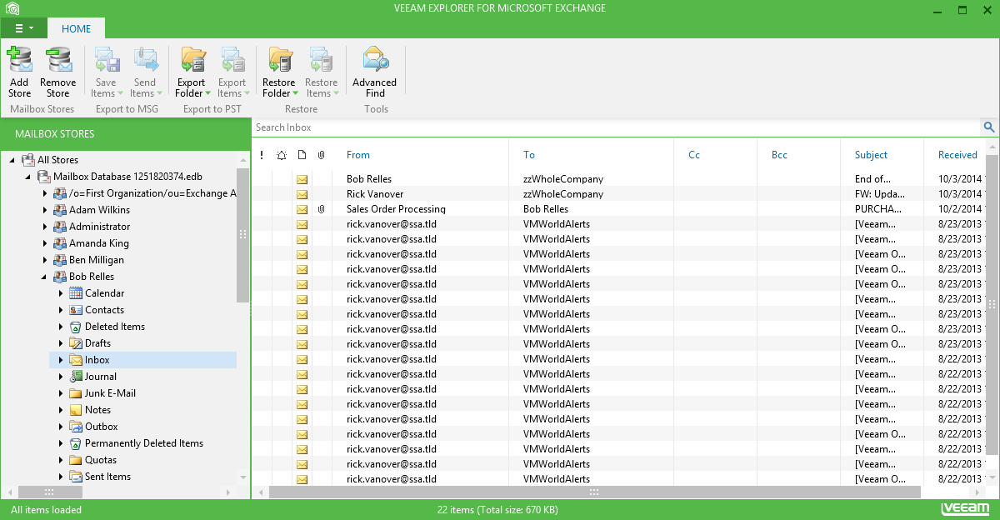 VEEAM EXPLORER FOR MICROSOFT EXCHANGE
HOME
Add Store
Remove Store
Save Items
Send Items
Export Folder
Export Items
Restore Folder
Restore Items
Advanced Find
Mailbox Stores
Export to MSG
Export to PST
Restore
Tools
MAILBOX STORES
All Stores
Mailbox Database 1251820374.edb
/o=First Organization/ou=Exchange A
Adam Wilkins
Administrator
Amanda King
Ben Milligan
Bob Relles
Calendar
Contacts
Deleted Items
Drafts
Inbox
Journal
Junk E-Mail
Notes
Outbox
Permanently Deleted Items
Quotas
Sent Items
Search Inbox
! From To Cc Bcc Subject Received
Bob Relles zzWholeCompany End of... 10/3/2014
Rick Vanover zzWholeCompany FW: Upda... 10/3/2014
Sales Order Processing Bob Relles PURCHA... 10/2/2014
rick.vanover@ssa.tld VMWorldAlerts [Veeam... 8/23/2013
rick.vanover@ssa.tld VMWorldAlerts [Veeam... 8/23/2013
rick.vanover@ssa.tld VMWorldAlerts [Veeam O... 8/23/2013
rick.vanover@ssa.tld VMWorldAlerts [Veeam O... 8/23/2013
rick.vanover@ssa.tld VMWorldAlerts [Veeam O... 8/23/2013
rick.vanover@ssa.tld VMWorldAlerts [Veeam... 8/23/2013
rick.vanover@ssa.tld VMWorldAlerts [Veeam... 8/23/2013
rick.vanover@ssa.tld VMWorldAlerts [Veeam O... 8/23/2013
rick.vanover@ssa.tld VMWorldAlerts [Veeam O... 8/23/2013
rick.vanover@ssa.tld VMWorldAlerts [Veeam... 8/22/2013
rick.vanover@ssa.tld VMWorldAlerts [Veeam O... 8/22/2013
rick.vanover@ssa.tld VMWorldAlerts [Veeam... 8/22/2013
rick.vanover@ssa.tld VMWorldAlerts [Veeam... 8/22/2013
rick.vanover@ssa.tld VMWorldAlerts [Veeam... 8/22/2013
rick.vanover@ssa.tld VMWorldAlerts [Veeam O... 8/22/2013
rick.vanover@ssa.tld VMWorldAlerts [Veeam... 8/22/2013
rick.vanover@ssa.tld VMWorldAlerts [Veeam... 8/22/2013
rick.vanover@ssa.tld VMWorldAlerts [Veeam O... 8/22/2013
All items loaded
22 items (Total size: 670 KB)
veeam